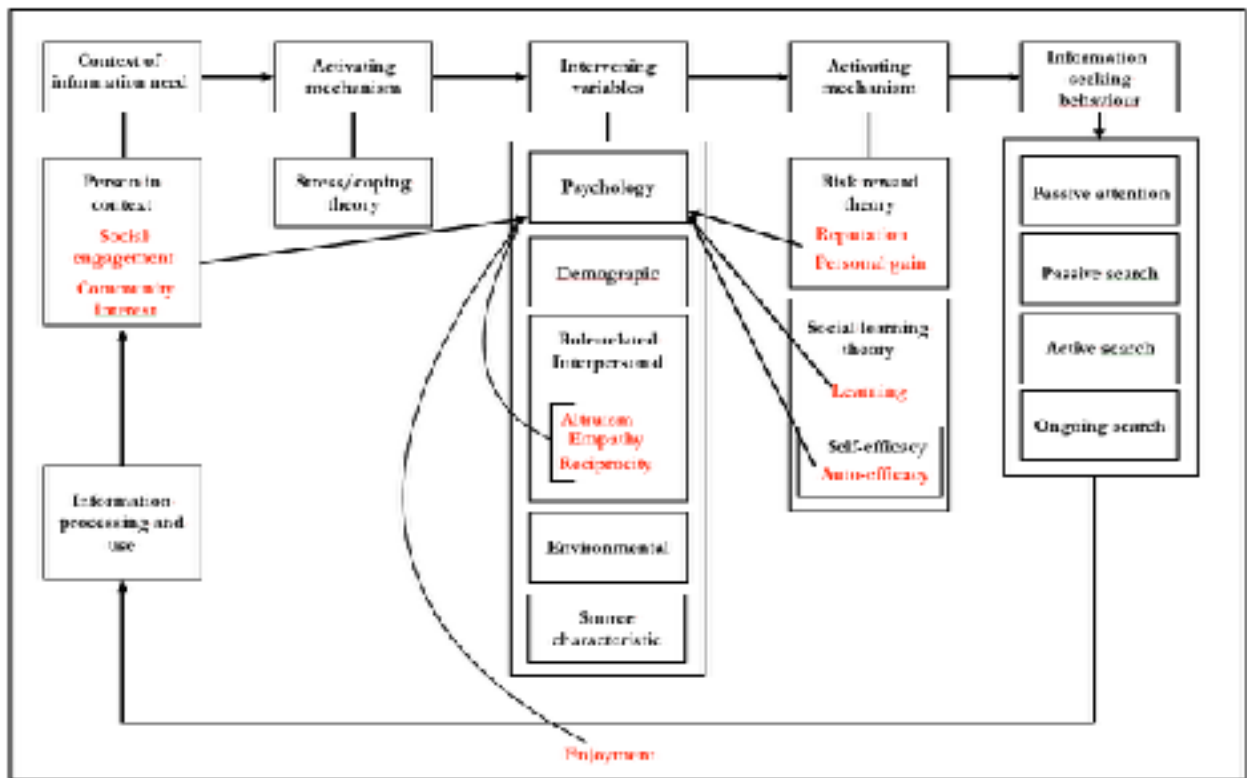 Context of
information need
Activating
mechanism
Intervening
variables
Activating
mechanism
Information
seeking
behaviour
Person in
context
Social
engagement
Community
Interest
Stress/coping
theory
Psychology
Demographic
Role-related
Interpersonal
Altruism
Empathy
Reciprocity
Environmental
Source
characteristic
Risk/reward
theory
Reputation
Personal gain
Social learning
theory
Learning
Self-efficacy
Auto-efficacy
Passive attention
Passive search
Active search
Ongoing search
Information
processing and
use
Enjoyment